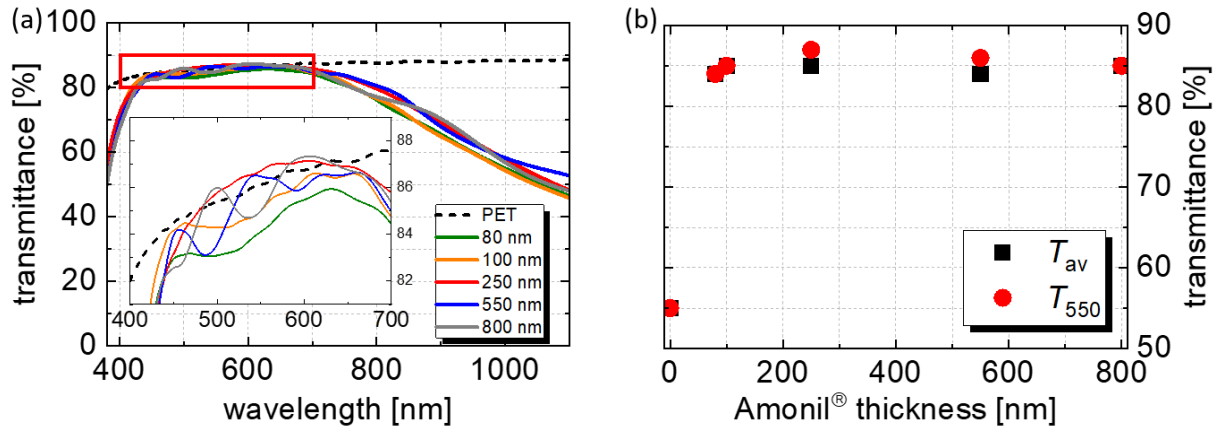 (a)
transmittance [%]
100
80
60
40
20
0
88
86
84
82
400 500 600 700
PET
80 nm
100 nm
250 nm
550 nm
800 nm
400 600 800 1000
wavelength [nm]
(b)
90
80
70
60
50
transmittance [%]
T av
T 550
0 200 400 600 800
Amonil® thickness [nm]